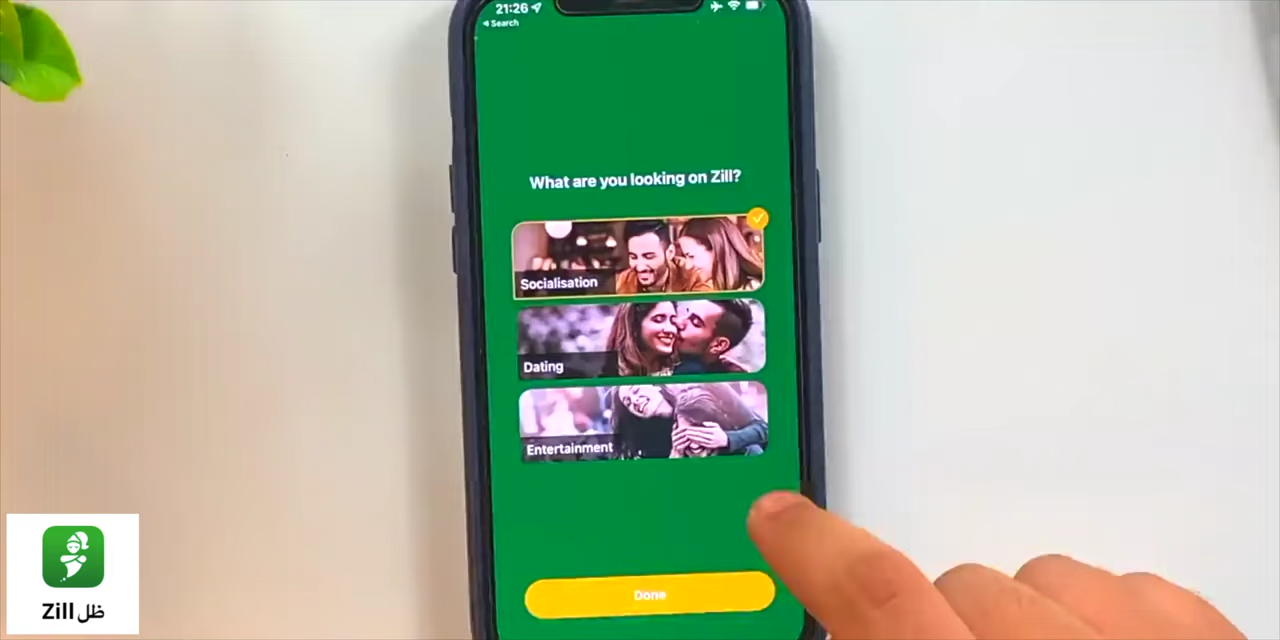 21:26
Search
What are you looking on Zill?
Socialisation
Dating
Entertainment
Done
Zill ظل